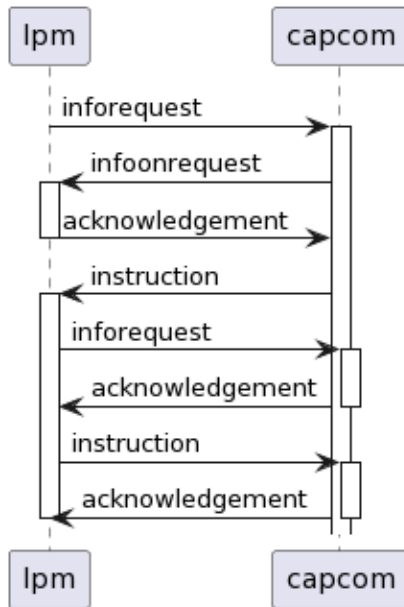 lpm
capcom
inforequest
infoonrequest
acknowledgement
instruction
inforequest
acknowledgement
instruction
acknowledgement
lpm
capcom